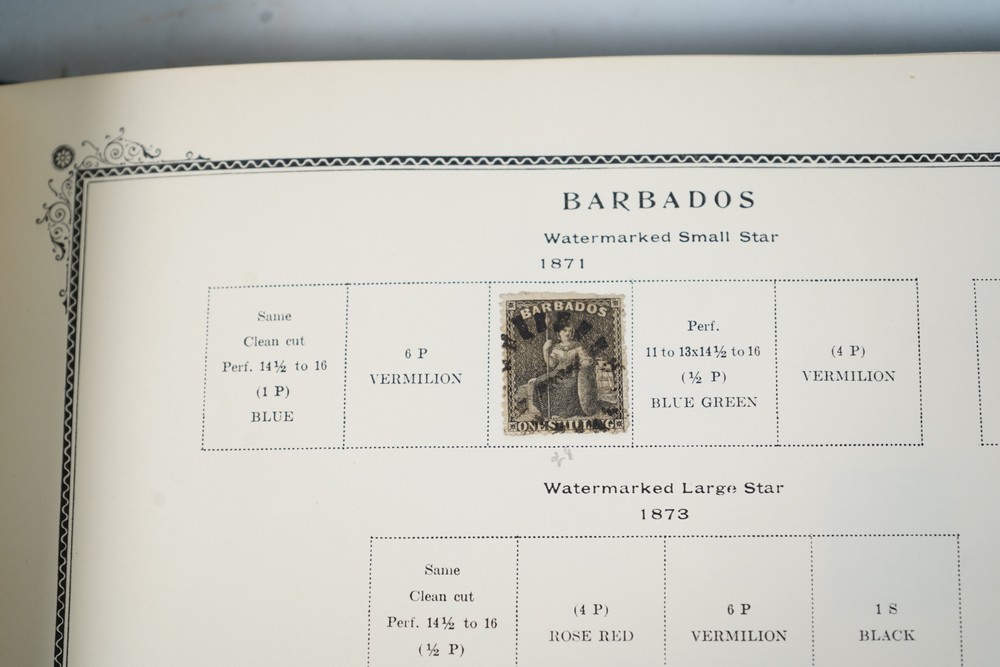 BARBADOS
Watermarked Small Star
1871
Same
Clean cut
Perf. 14½ to 16
(1 P)
BLUE
6 P
VERMILION
BARBADOS
ONE SHILLING
Perf.
11 to 13x14½ to 16
(½ P)
BLUE GREEN
(4 P)
VERMILION
Watermarked Large Star
1873
Same
Clean cut
Perf. 14½ to 16
(½ P)
(4 P)
ROSE RED
6 P
VERMILION
1 S
BLACK